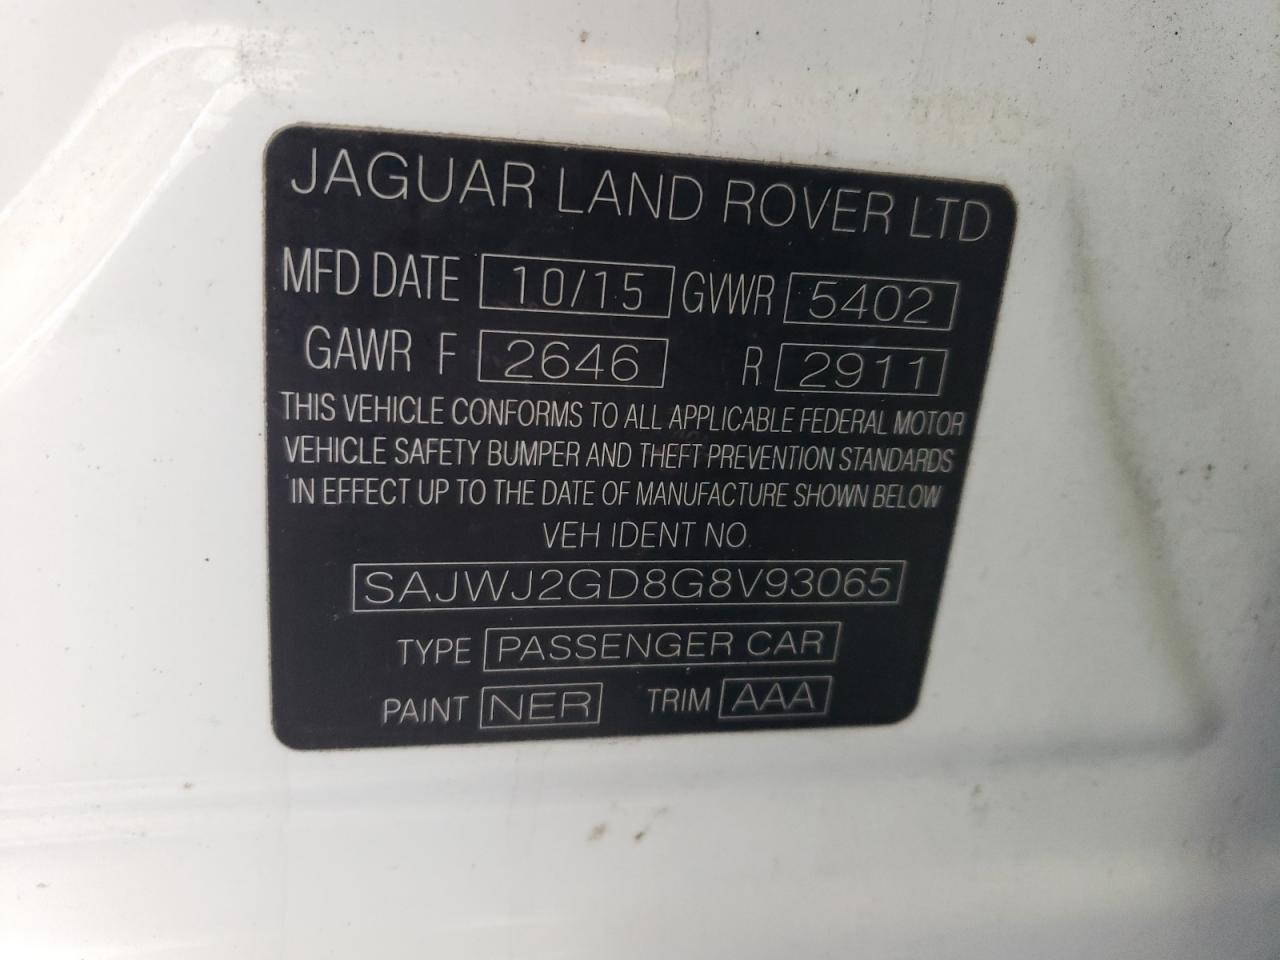 JAGUAR LAND ROVER LTD
MFD DATE 10/15 GVWR 5402
GAWR F 2646 R 2911
THIS VEHICLE CONFORMS TO ALL APPLICABLE FEDERAL MOTOR
VEHICLE SAFETY BUMPER AND THEFT PREVENTION STANDARDS
IN EFFECT UP TO THE DATE OF MANUFACTURE SHOWN BELOW
VEH IDENT NO.
SAJWJ2GD8G8V93065
TYPE PASSENGER CAR
PAINT NER TRIM AAA